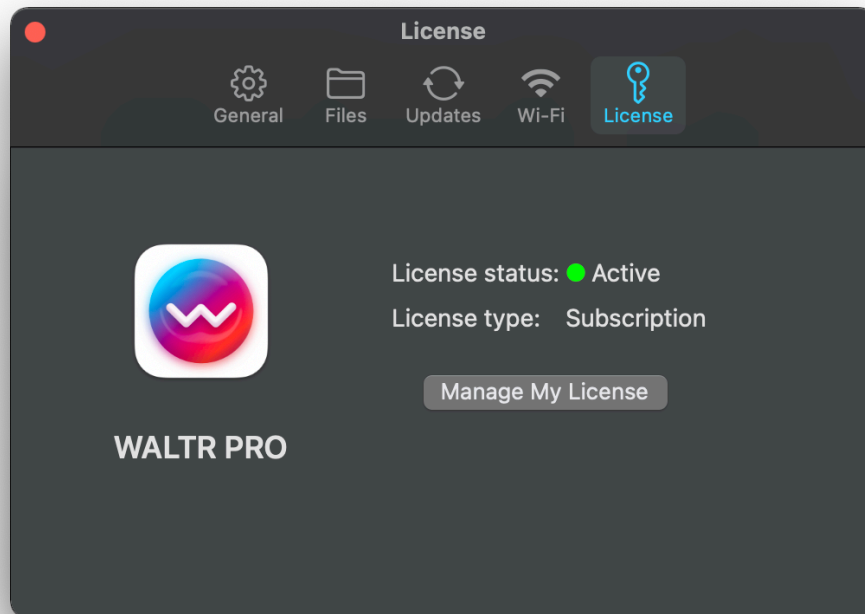 License
General Files Updates Wi-Fi License
License status: Active
License type: Subscription
Manage My License
WALTR PRO